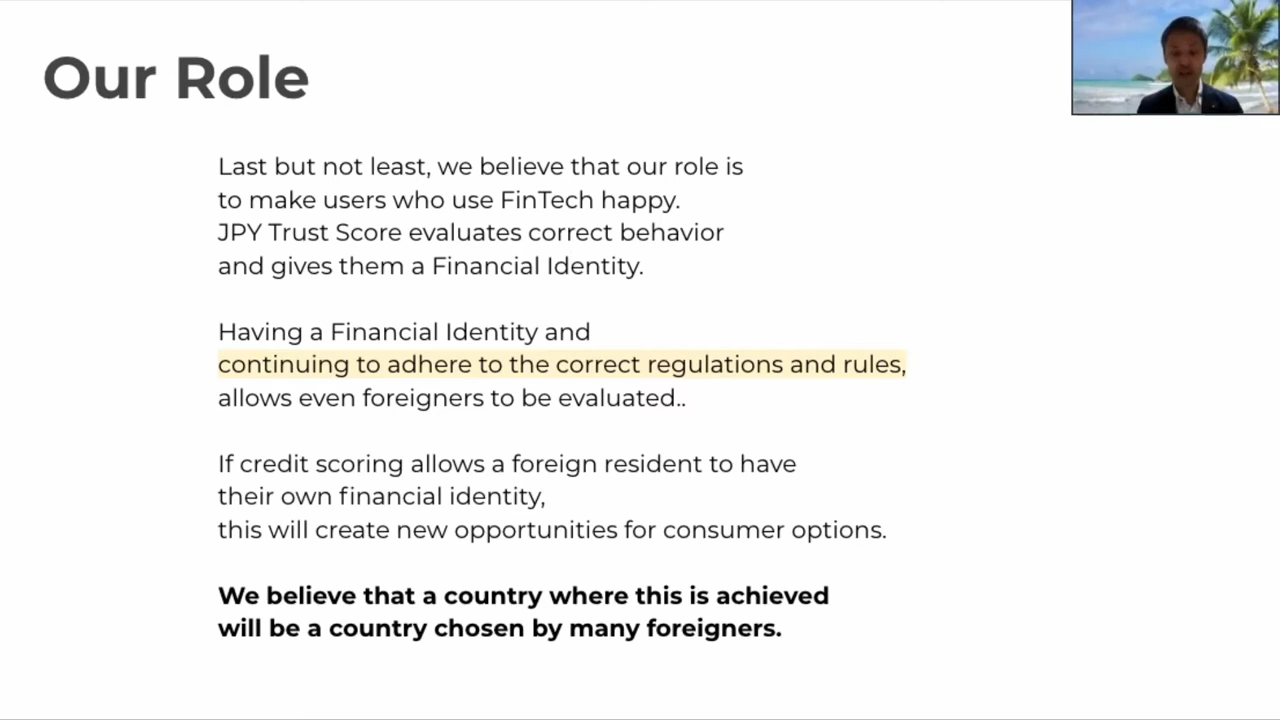 Our Role
Last but not least, we believe that our role is
to make users who use FinTech happy.
JPY Trust Score evaluates correct behavior
and gives them a Financial Identity.
Having a Financial Identity and
continuing to adhere to the correct regulations and rules,
allows even foreigners to be evaluated..
If credit scoring allows a foreign resident to have
their own financial identity,
this will create new opportunities for consumer options.
We believe that a country where this is achieved
will be a country chosen by many foreigners.